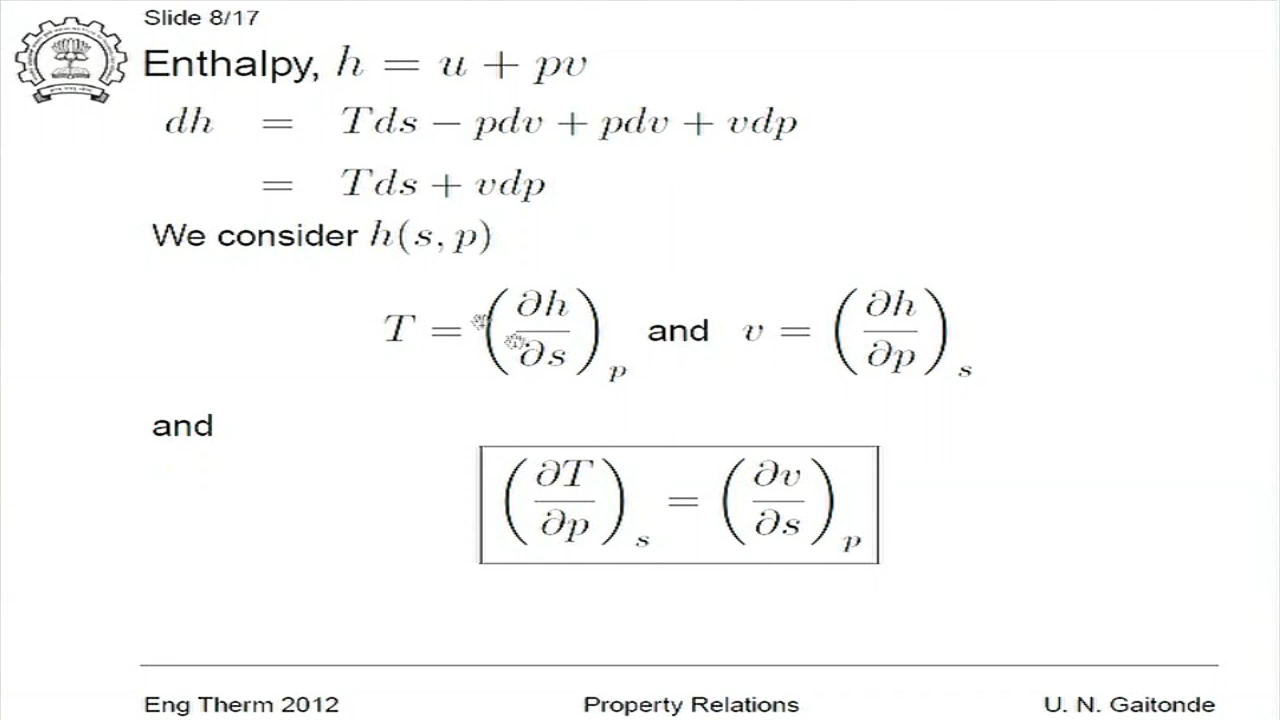 Slide 8/17
Enthalpy, h = u + pv
dh = Tds − pdv + pdv + vdp
= Tds + vdp
We consider h(s, p)
T = (∂h/∂s)_p and v = (∂h/∂p)_s
and
(∂T/∂p)_s = (∂v/∂s)_p
Eng Therm 2012 Property Relations U. N. Gaitonde